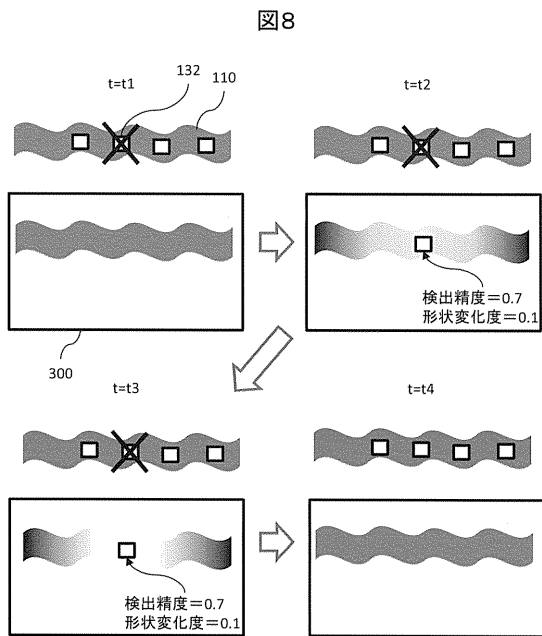 図8
t=t1
132
110
t=t2
検出精度=0.7
形状変化度=0.1
300
t=t3
t=t4
検出精度=0.7
形状変化度=0.1